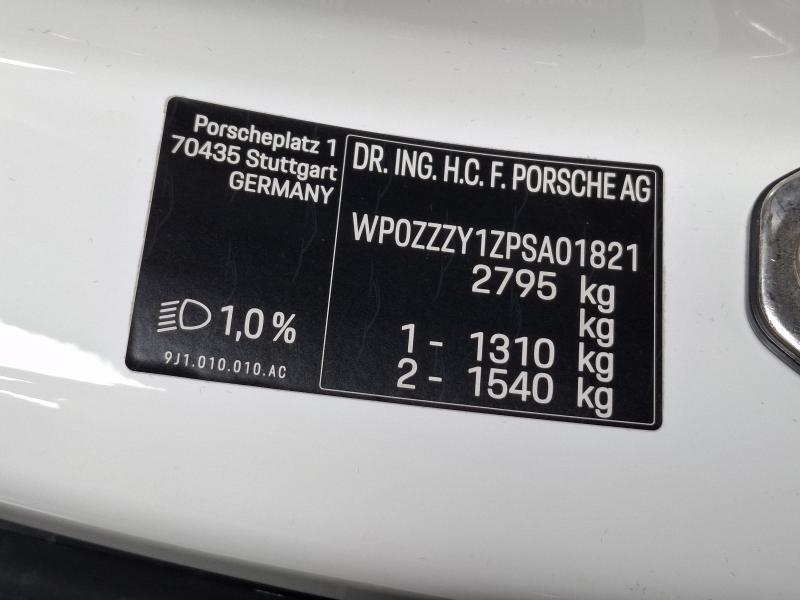 Porscheplatz 1
70435 Stuttgart
GERMANY
1,0 %
9J1.010.010.AC
DR. ING. H.C. F. PORSCHE AG
WP0ZZZY1ZPSA01821
2795 kg
kg
1 - 1310 kg
2 - 1540 kg